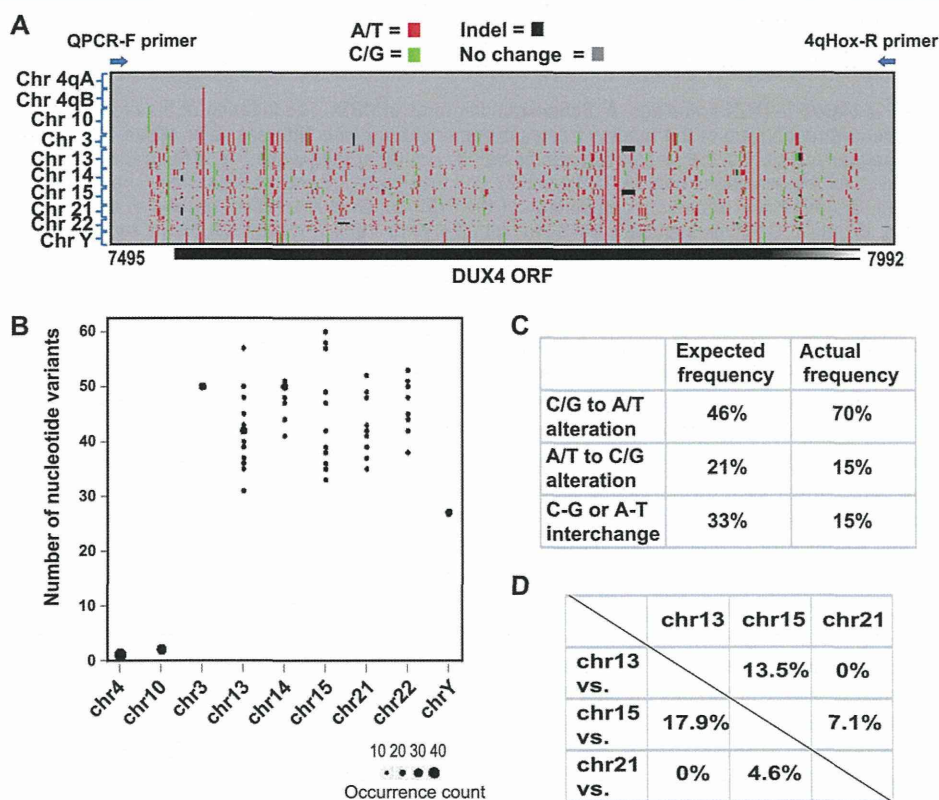 A
A/T =
Indel =
C/G =
No change =
QPCR-F primer
4qHox-R primer
Chr 4qA
Chr 4qB
Chr 10
Chr 3
Chr 13
Chr 14
Chr 15
Chr 21
Chr 22
Chr Y
7495
7992
DUX4 ORF
B
Number of nucleotide variants
60
50
40
30
20
10
0
chr4
chr10
chr3
chr13
chr14
chr15
chr21
chr22
chrY
10 20 30 40
Occurrence count
C
Expected frequency
Actual frequency
C/G to A/T alteration
46%
70%
A/T to C/G alteration
21%
15%
C-G or A-T interchange
33%
15%
D
chr13
chr15
chr21
chr13 vs.
13.5%
0%
chr15 vs.
17.9%
7.1%
chr21 vs.
0%
4.6%